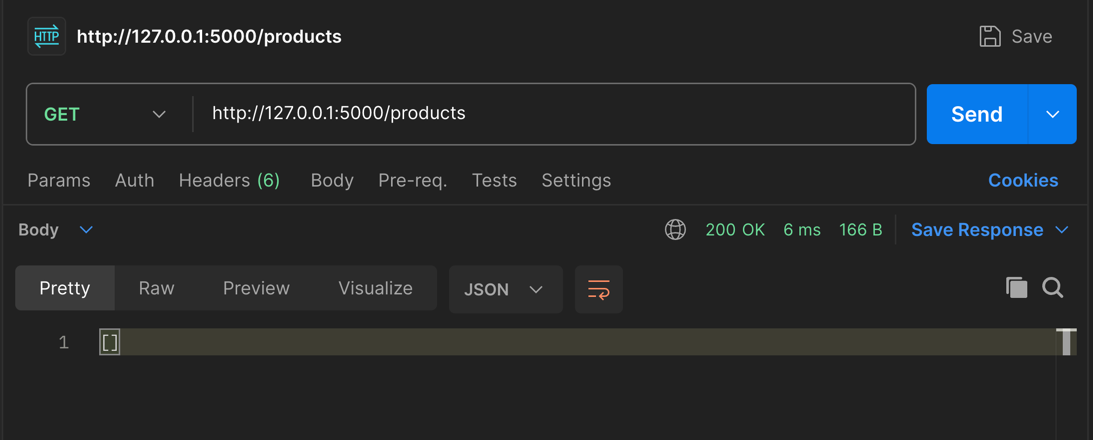 HTTP http://127.0.0.1:5000/products Save
GET http://127.0.0.1:5000/products Send
Params Auth Headers (6) Body Pre-req. Tests Settings Cookies
Body 200 OK 6 ms 166 B Save Response
Pretty Raw Preview Visualize JSON
1 []